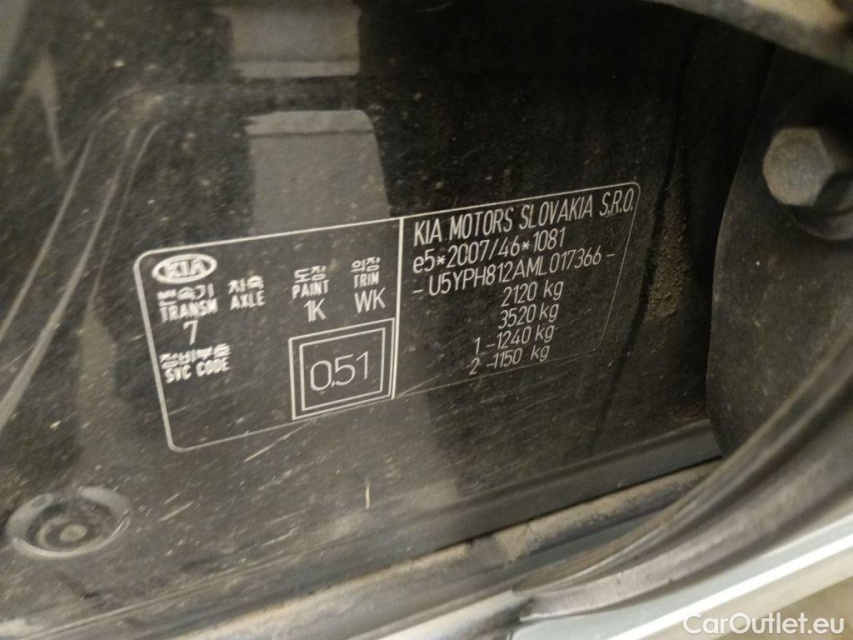 KIA
변속기 차축 도장 의장
TRANSM AXLE PAINT TRIM
7 1K WK
정비부호
SVC CODE
0.51
KIA MOTORS SLOVAKIA S.R.O.
e5*2007/46*1081
-U5YPH812AML017366-
2120 kg
3520 kg
1 -1240 kg
2 -1150 kg
CarOutlet.eu